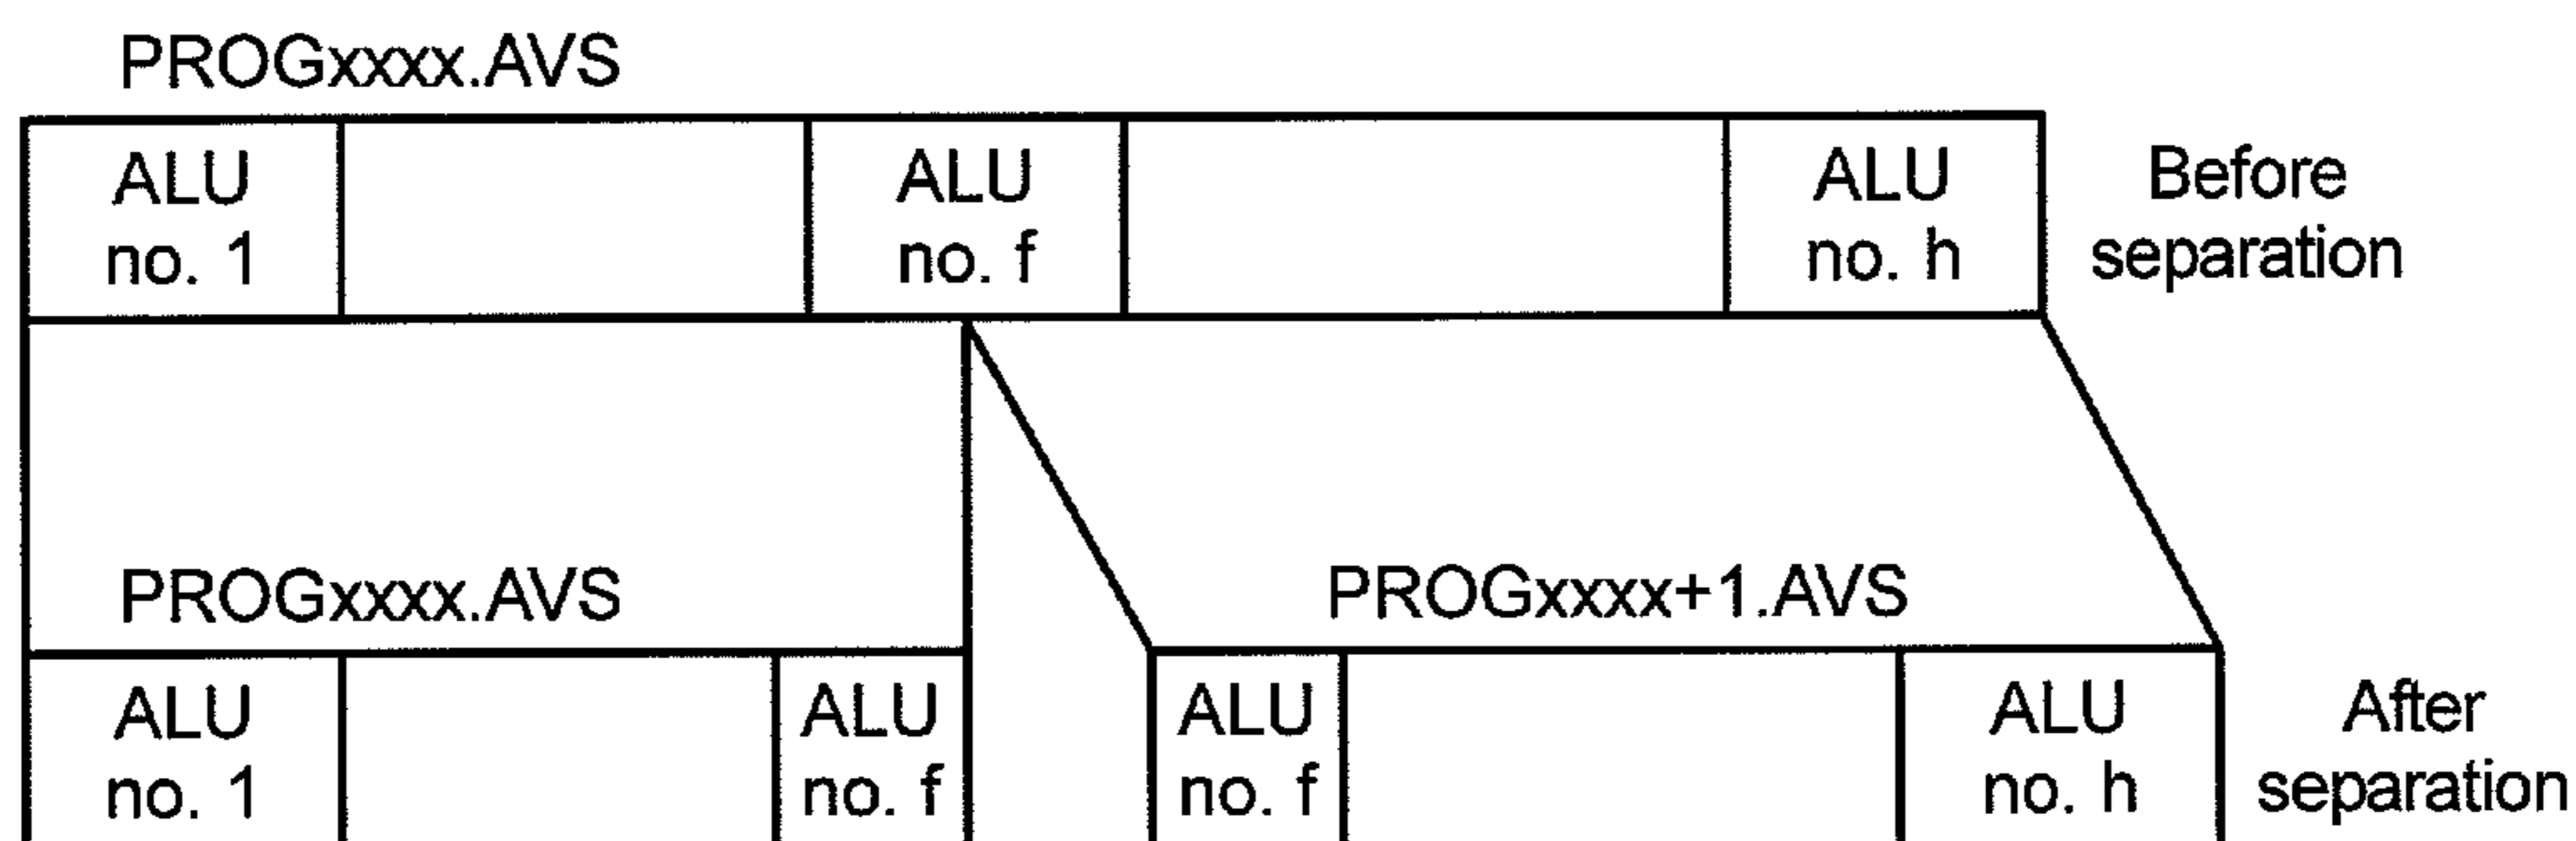 PROGxxxx.AVS
ALU
no. 1
ALU
no. f
ALU
no. h
Before
separation
PROGxxxx.AVS
PROGxxxx+1.AVS
ALU
no. 1
ALU
no. f
ALU
no. f
ALU
no. h
After
separation